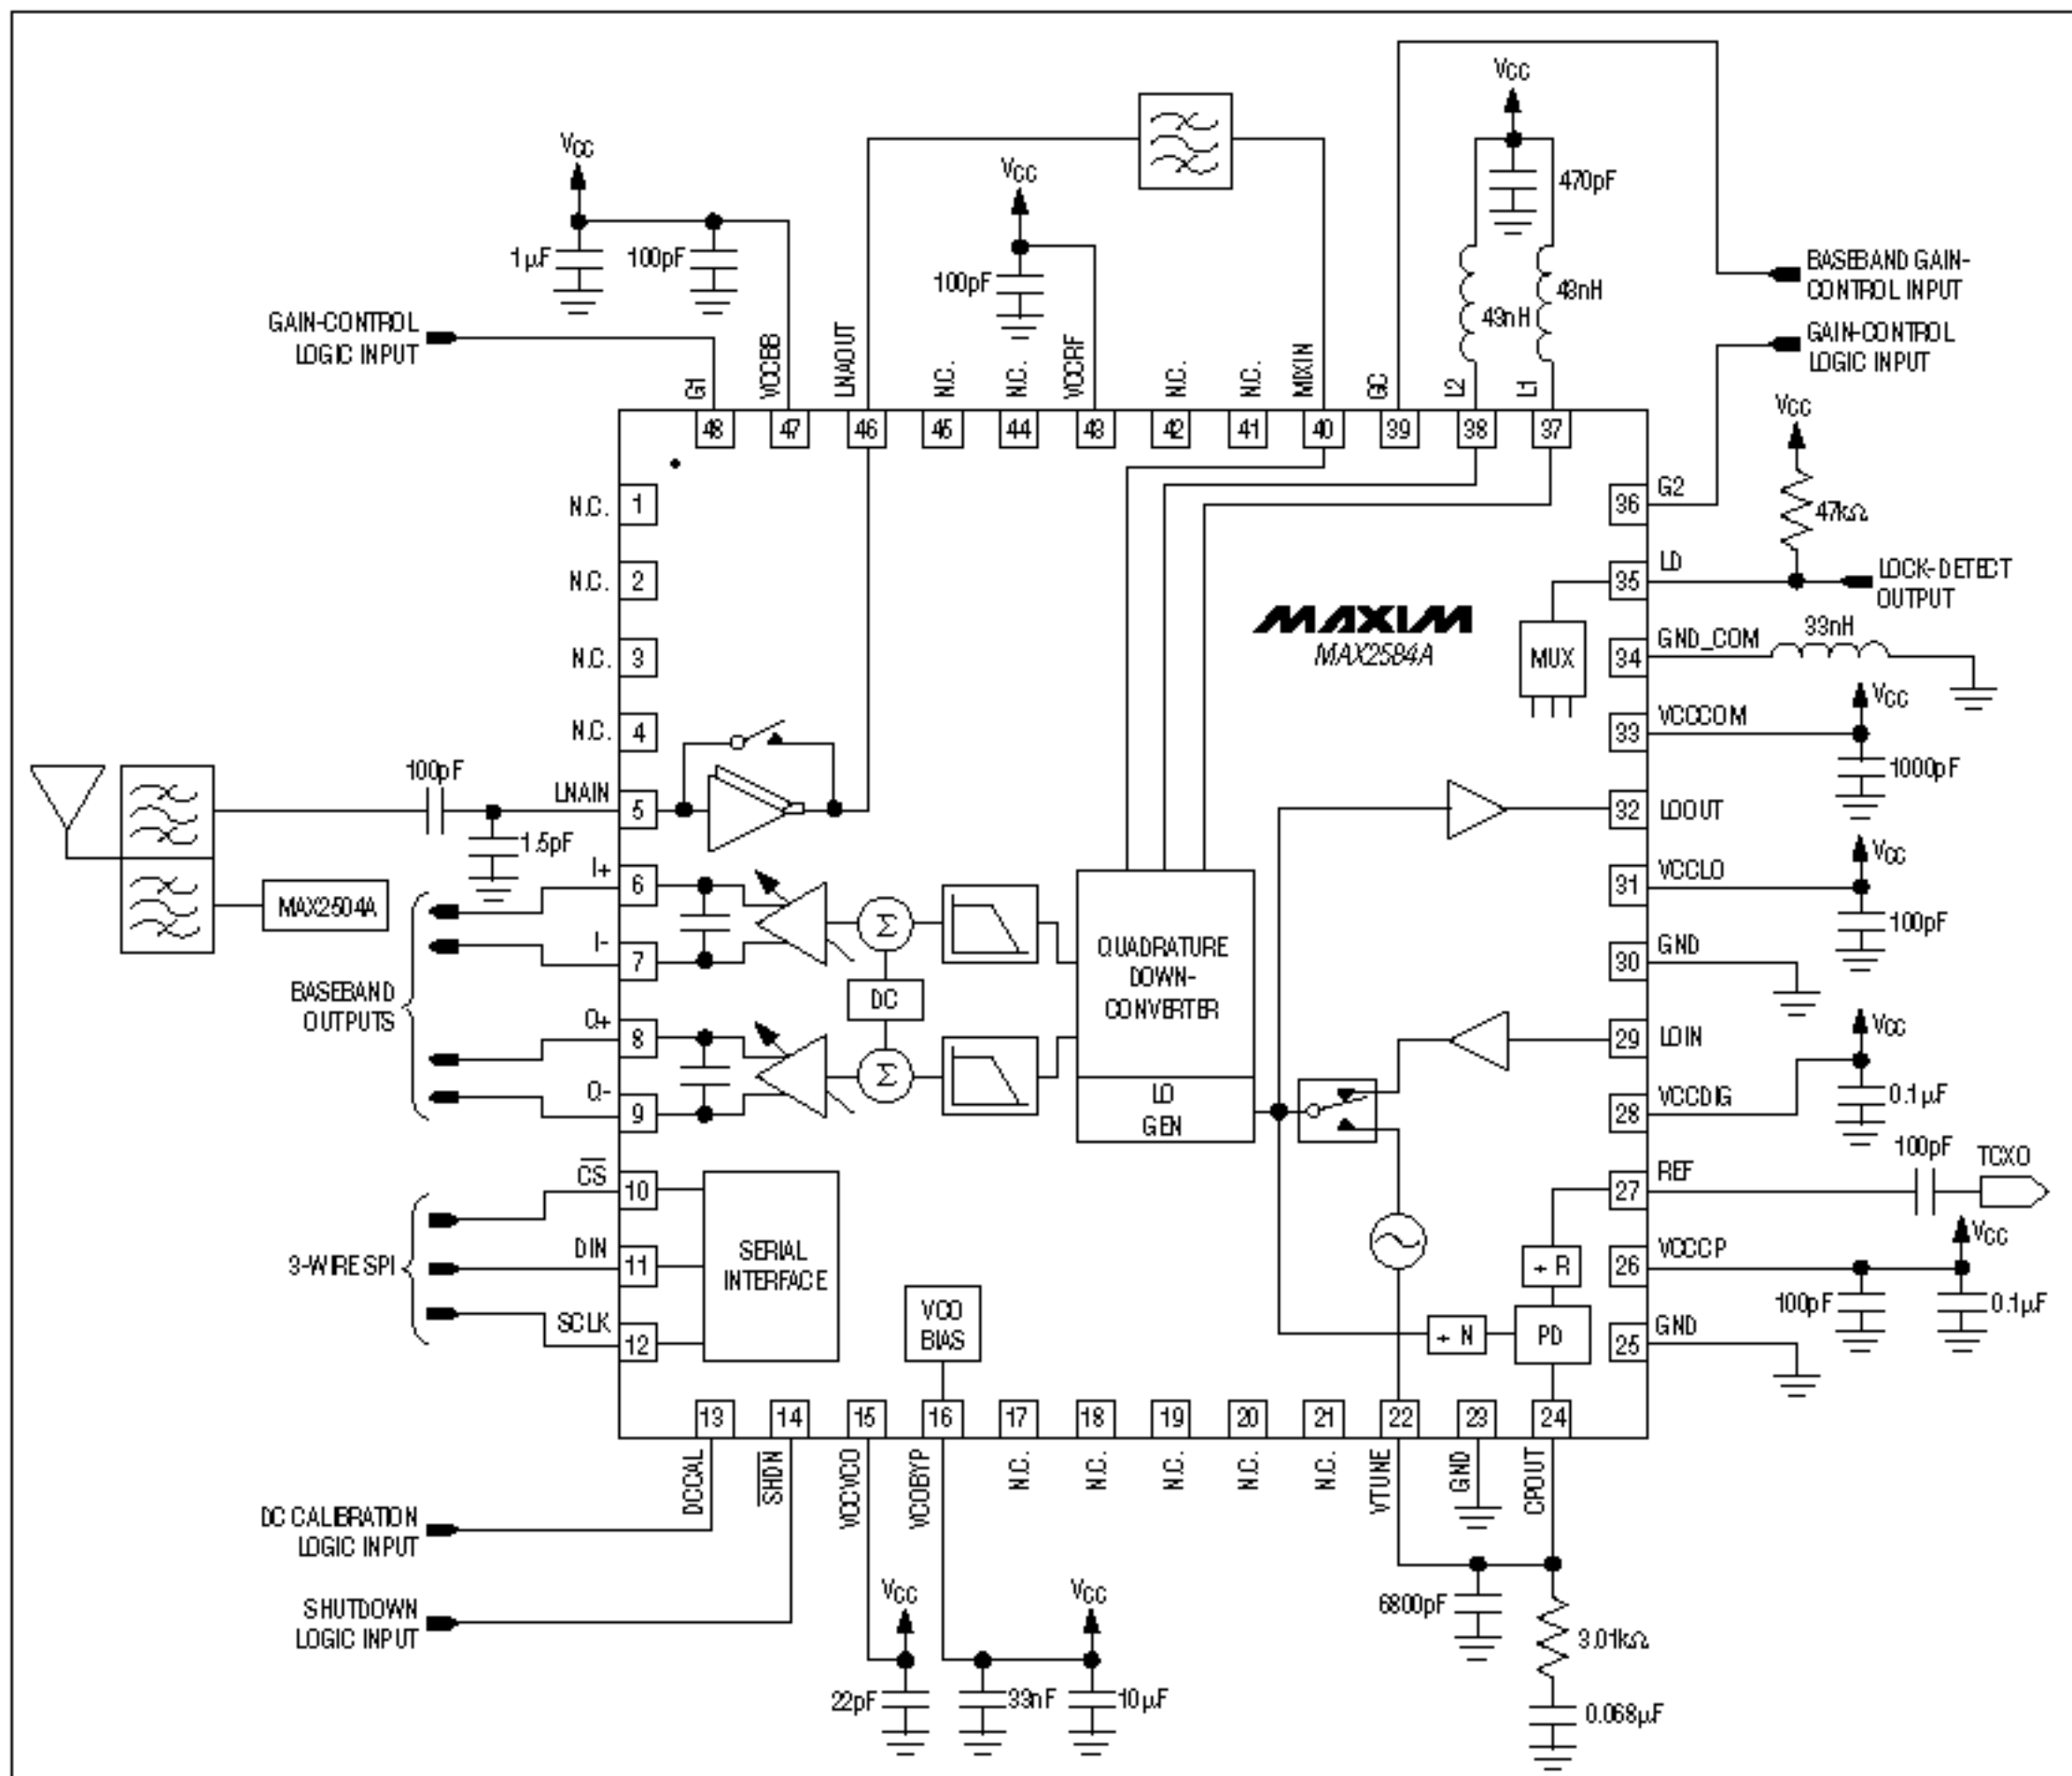 VCC
VCC
VCC
470pF
1µF
100pF
100pF
43nH
43nH
BASEBAND GAIN-
CONTROL INPUT
GAIN-CONTROL
LOGIC INPUT
GAIN-CONTROL
LOGIC INPUT
G1
VCCBB
LNAOUT
N.C.
N.C.
VCCRF
N.C.
N.C.
MIXIN
GC
L2
L1
VCC
48
47
46
45
44
43
42
41
40
39
38
37
N.C.
1
36
G2
47kΩ
N.C.
2
35
LD
LOCK-DETECT
OUTPUT
MAXIM
MAX2584A
MUX
N.C.
3
34
GND_COM
33nH
N.C.
4
33
VCCCOM
VCC
1000pF
100pF
LNAIN
5
1.5pF
32
LOOUT
VCC
I+
6
31
VCCLO
100pF
MAX2504A
I-
7
30
GND
BASEBAND
OUTPUTS
Σ
DC
Σ
QUADRATURE
DOWN-
CONVERTER
LO
GEN
Q+
8
29
LOIN
VCC
Q-
9
28
VCCDIG
0.1µF
CS
10
27
REF
100pF
TCXO
3-WIRE SPI
DIN
11
SERIAL
INTERFACE
26
VCCCP
VCC
÷ R
100pF
0.1µF
SCLK
12
VCO
BIAS
÷ N
PD
25
GND
13
14
15
16
17
18
19
20
21
22
23
24
DCCAL
SHDN
VCCVCO
VCOBYP
N.C.
N.C.
N.C.
N.C.
N.C.
VTUNE
GND
CPOUT
DC CALIBRATION
LOGIC INPUT
SHUTDOWN
LOGIC INPUT
VCC
VCC
22pF
33nF
10µF
6800pF
3.01kΩ
0.068µF